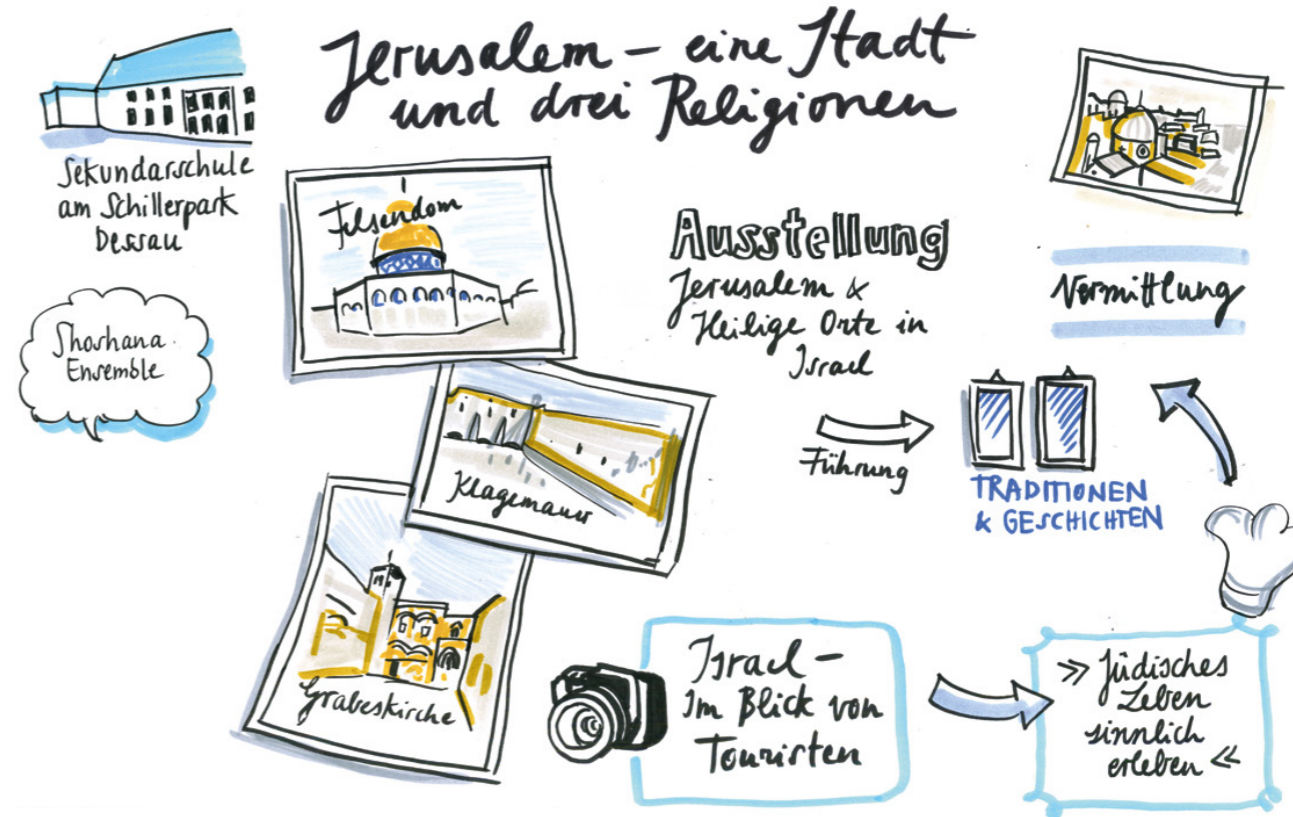 Jerusalem – eine Stadt
und drei Religionen
Sekundarschule
am Schillerpark
Dessau
Shoshana
Ensemble
Felsendom
Klagemauer
Grabeskirche
Ausstellung
Jerusalem &
Heilige Orte in
Israel
Führung
TRADITIONEN
& GESCHICHTEN
Vermittlung
Israel –
Im Blick von
Touristen
» Jüdisches
Leben
sinnlich
erleben «